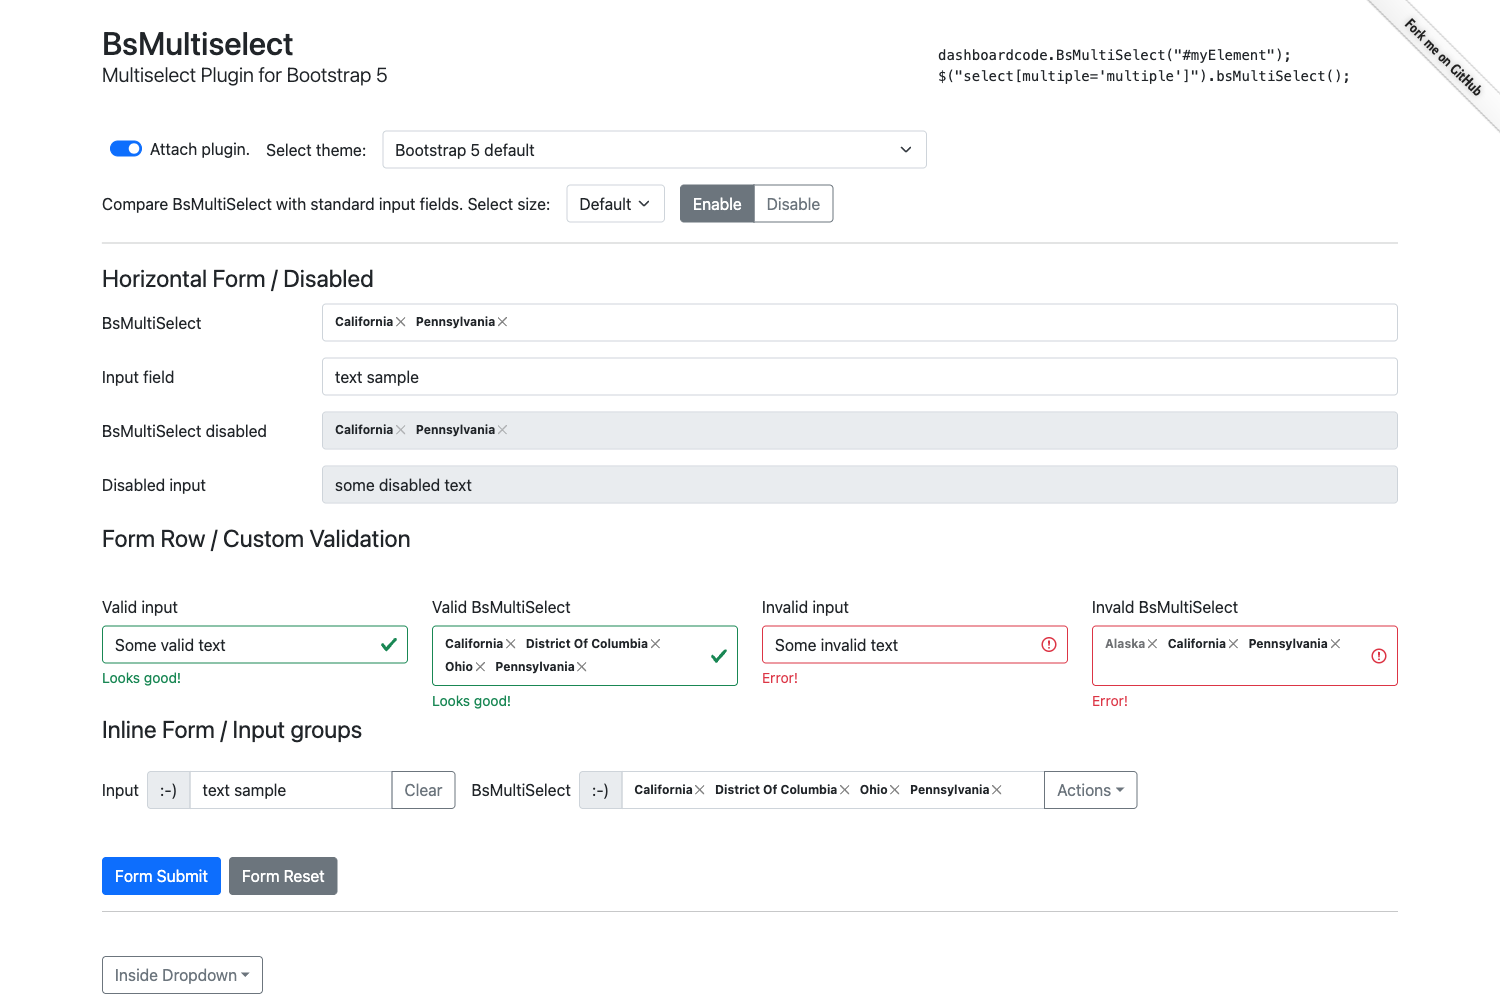 BsMultiselect
Multiselect Plugin for Bootstrap 5
dashboardcode.BsMultiSelect("#myElement");
$("select[multiple='multiple']").bsMultiSelect();
Fork me on GitHub
Attach plugin. Select theme: Bootstrap 5 default
Compare BsMultiSelect with standard input fields. Select size: Default Enable Disable
Horizontal Form / Disabled
BsMultiSelect California Pennsylvania
Input field text sample
BsMultiSelect disabled California Pennsylvania
Disabled input some disabled text
Form Row / Custom Validation
Valid input
Some valid text
Looks good!
Valid BsMultiSelect
California District Of Columbia
Ohio Pennsylvania
Looks good!
Invalid input
Some invalid text
Error!
Invald BsMultiSelect
Alaska California Pennsylvania
Error!
Inline Form / Input groups
Input :-) text sample Clear BsMultiSelect :-) California District Of Columbia Ohio Pennsylvania Actions
Form Submit Form Reset
Inside Dropdown